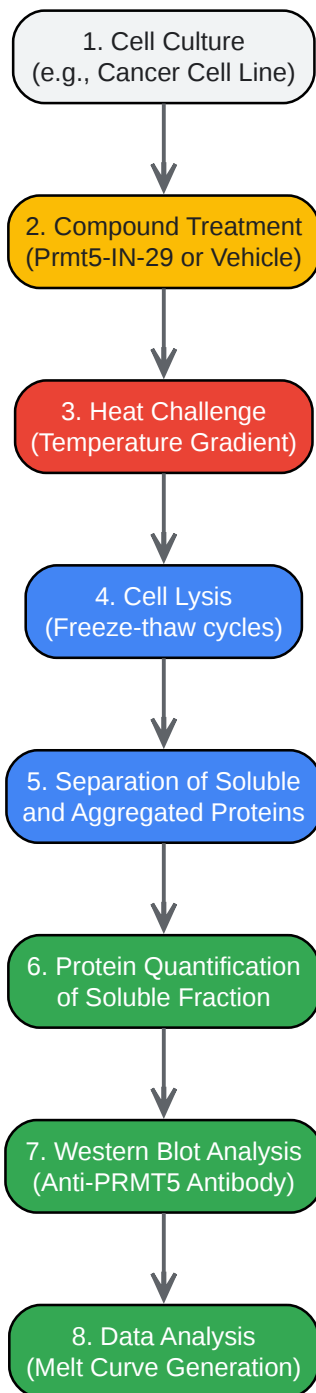 1. Cell Culture
(e.g., Cancer Cell Line)
2. Compound Treatment
(Prmt5-IN-29 or Vehicle)
3. Heat Challenge
(Temperature Gradient)
4. Cell Lysis
(Freeze-thaw cycles)
5. Separation of Soluble
and Aggregated Proteins
6. Protein Quantification
of Soluble Fraction
7. Western Blot Analysis
(Anti-PRMT5 Antibody)
8. Data Analysis
(Melt Curve Generation)